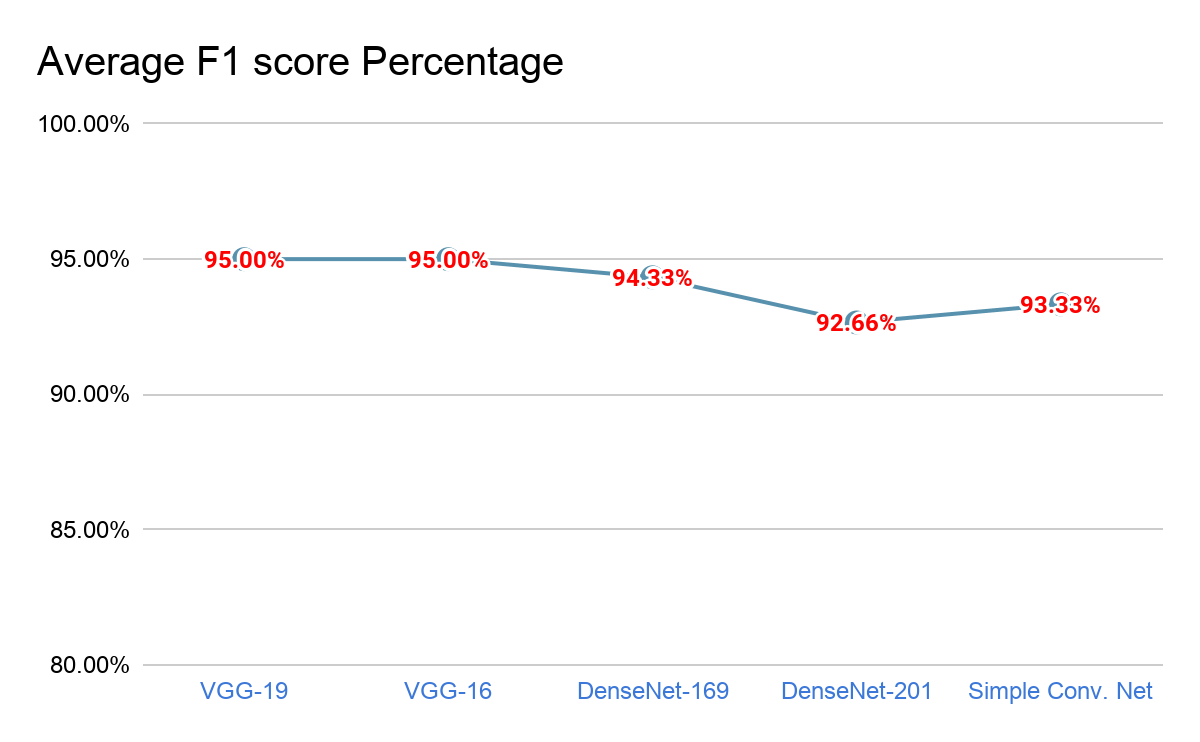 Average F1 score Percentage
100.00%
95.00%
95.00% 95.00% 94.33% 92.66% 93.33%
90.00%
85.00%
80.00%
VGG-19 VGG-16 DenseNet-169 DenseNet-201 Simple Conv. Net